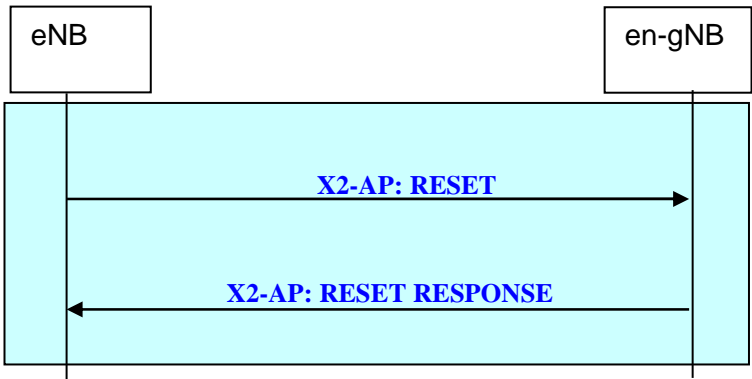 eNB
en-gNB
X2-AP: RESET
X2-AP: RESET RESPONSE